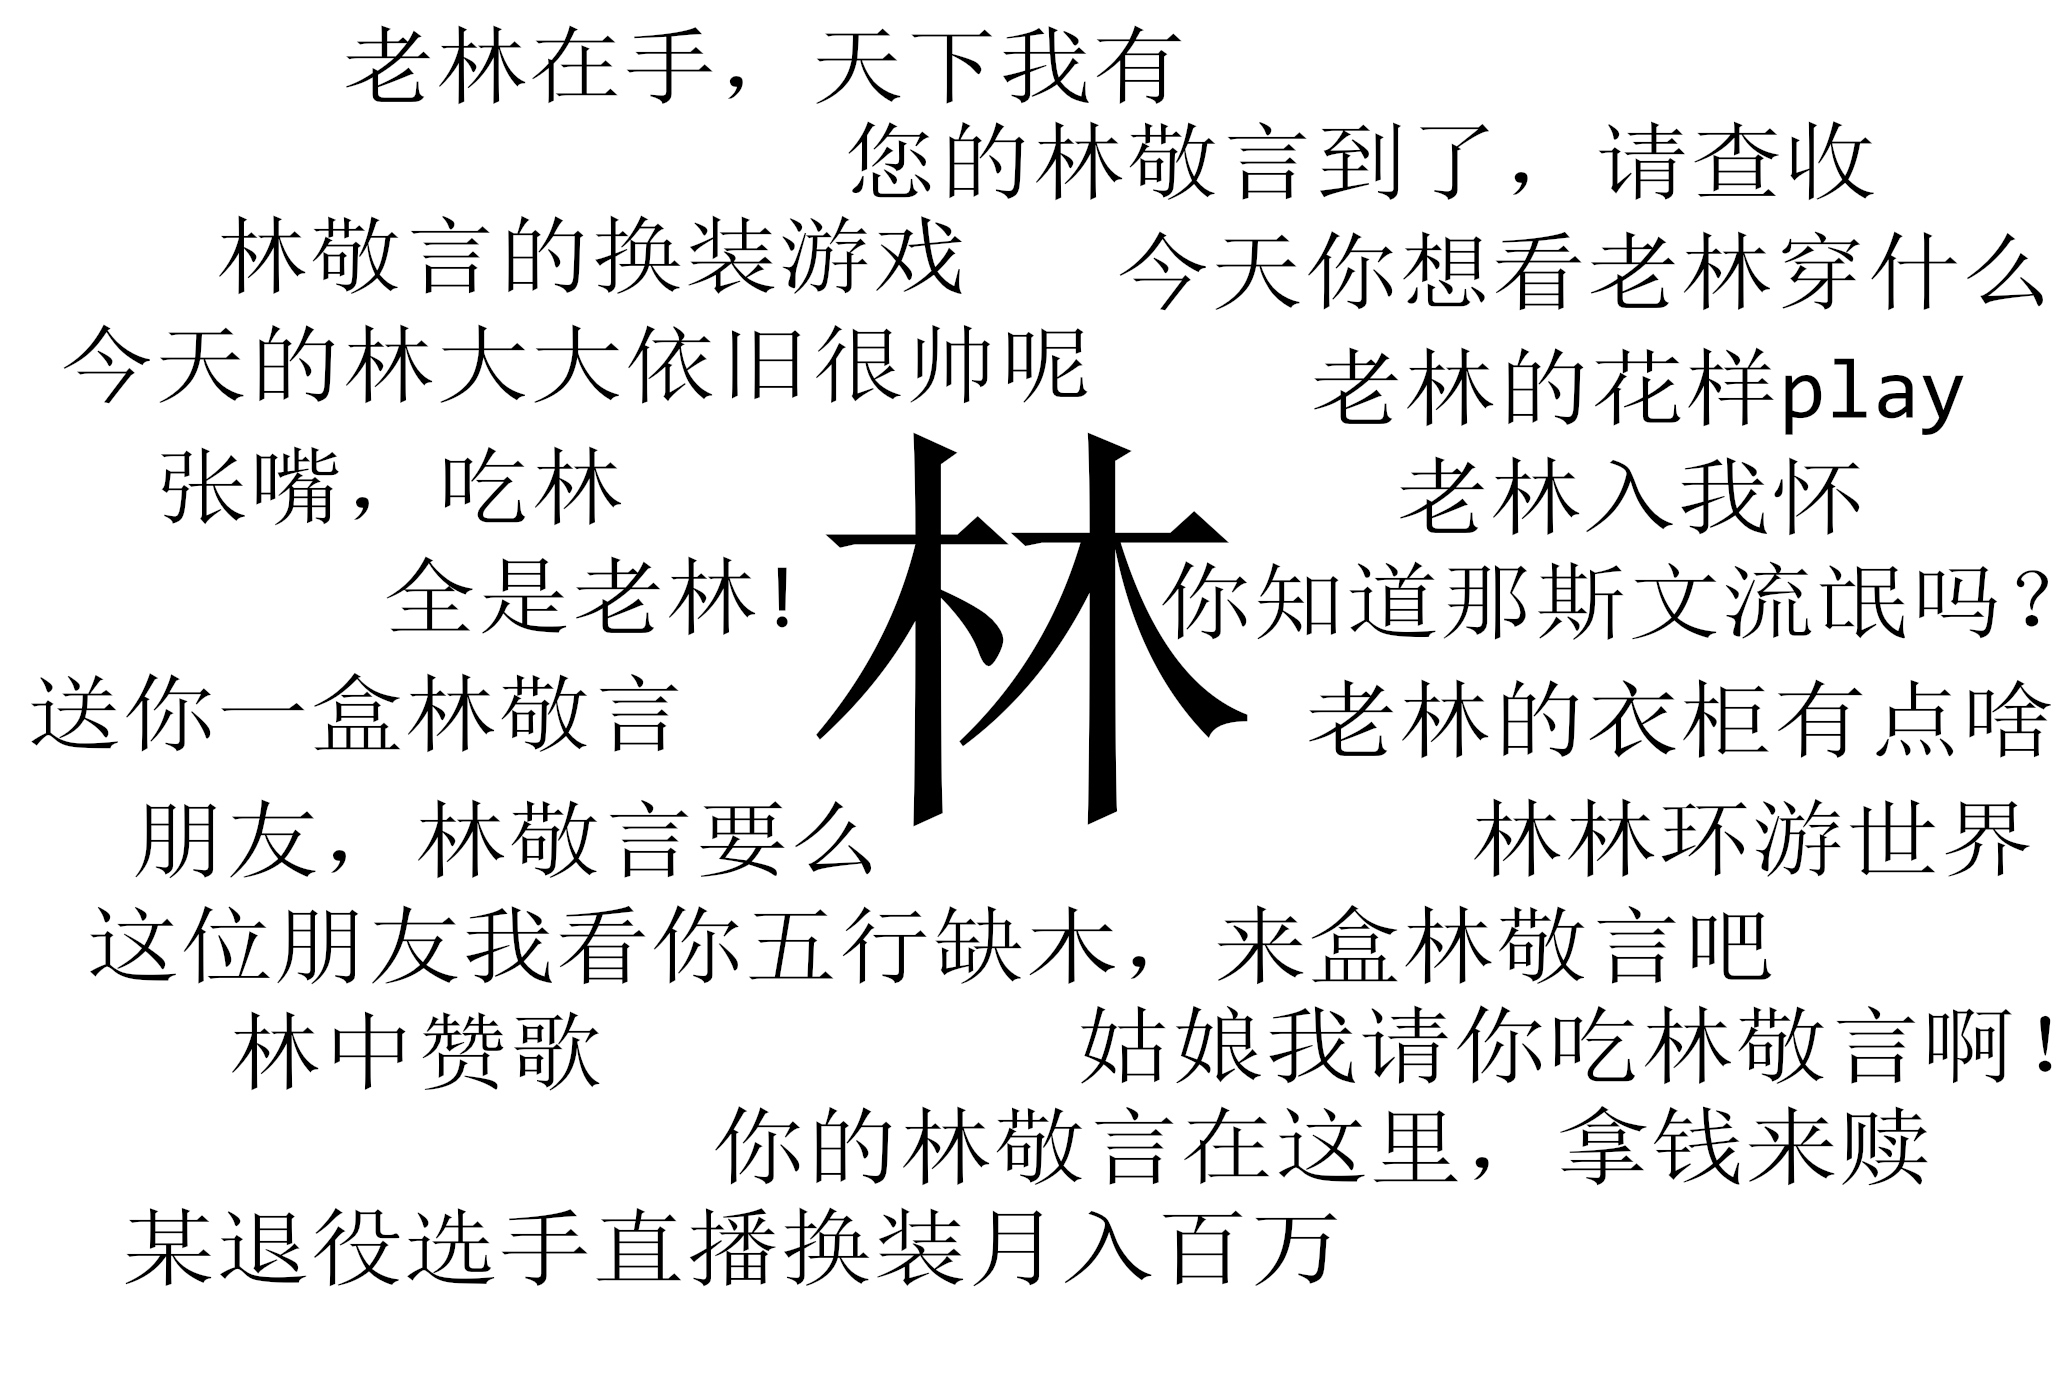 老林在手，天下我有
您的林敬言到了，请查收
林敬言的换装游戏
今天你想看老林穿什么
今天的林大大依旧很帅呢
老林的花样play
张嘴，吃林
老林入我怀
林
全是老林！
你知道那斯文流氓吗？
送你一盒林敬言
老林的衣柜有点啥
朋友，林敬言要么
林林环游世界
这位朋友我看你五行缺木，来盒林敬言吧
林中赞歌
姑娘我请你吃林敬言啊！
你的林敬言在这里，拿钱来赎
某退役选手直播换装月入百万